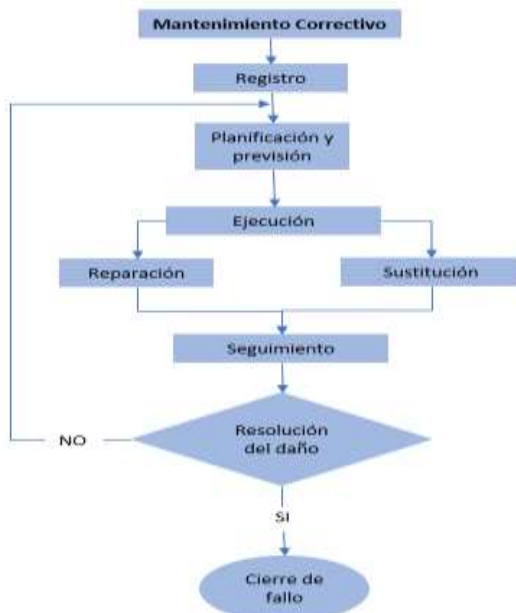 Mantenimiento Correctivo
Registro
Planificación y
previsión
Ejecución
Reparación
Sustitución
Seguimiento
Resolución
del daño
NO
SI
Cierre de
fallo